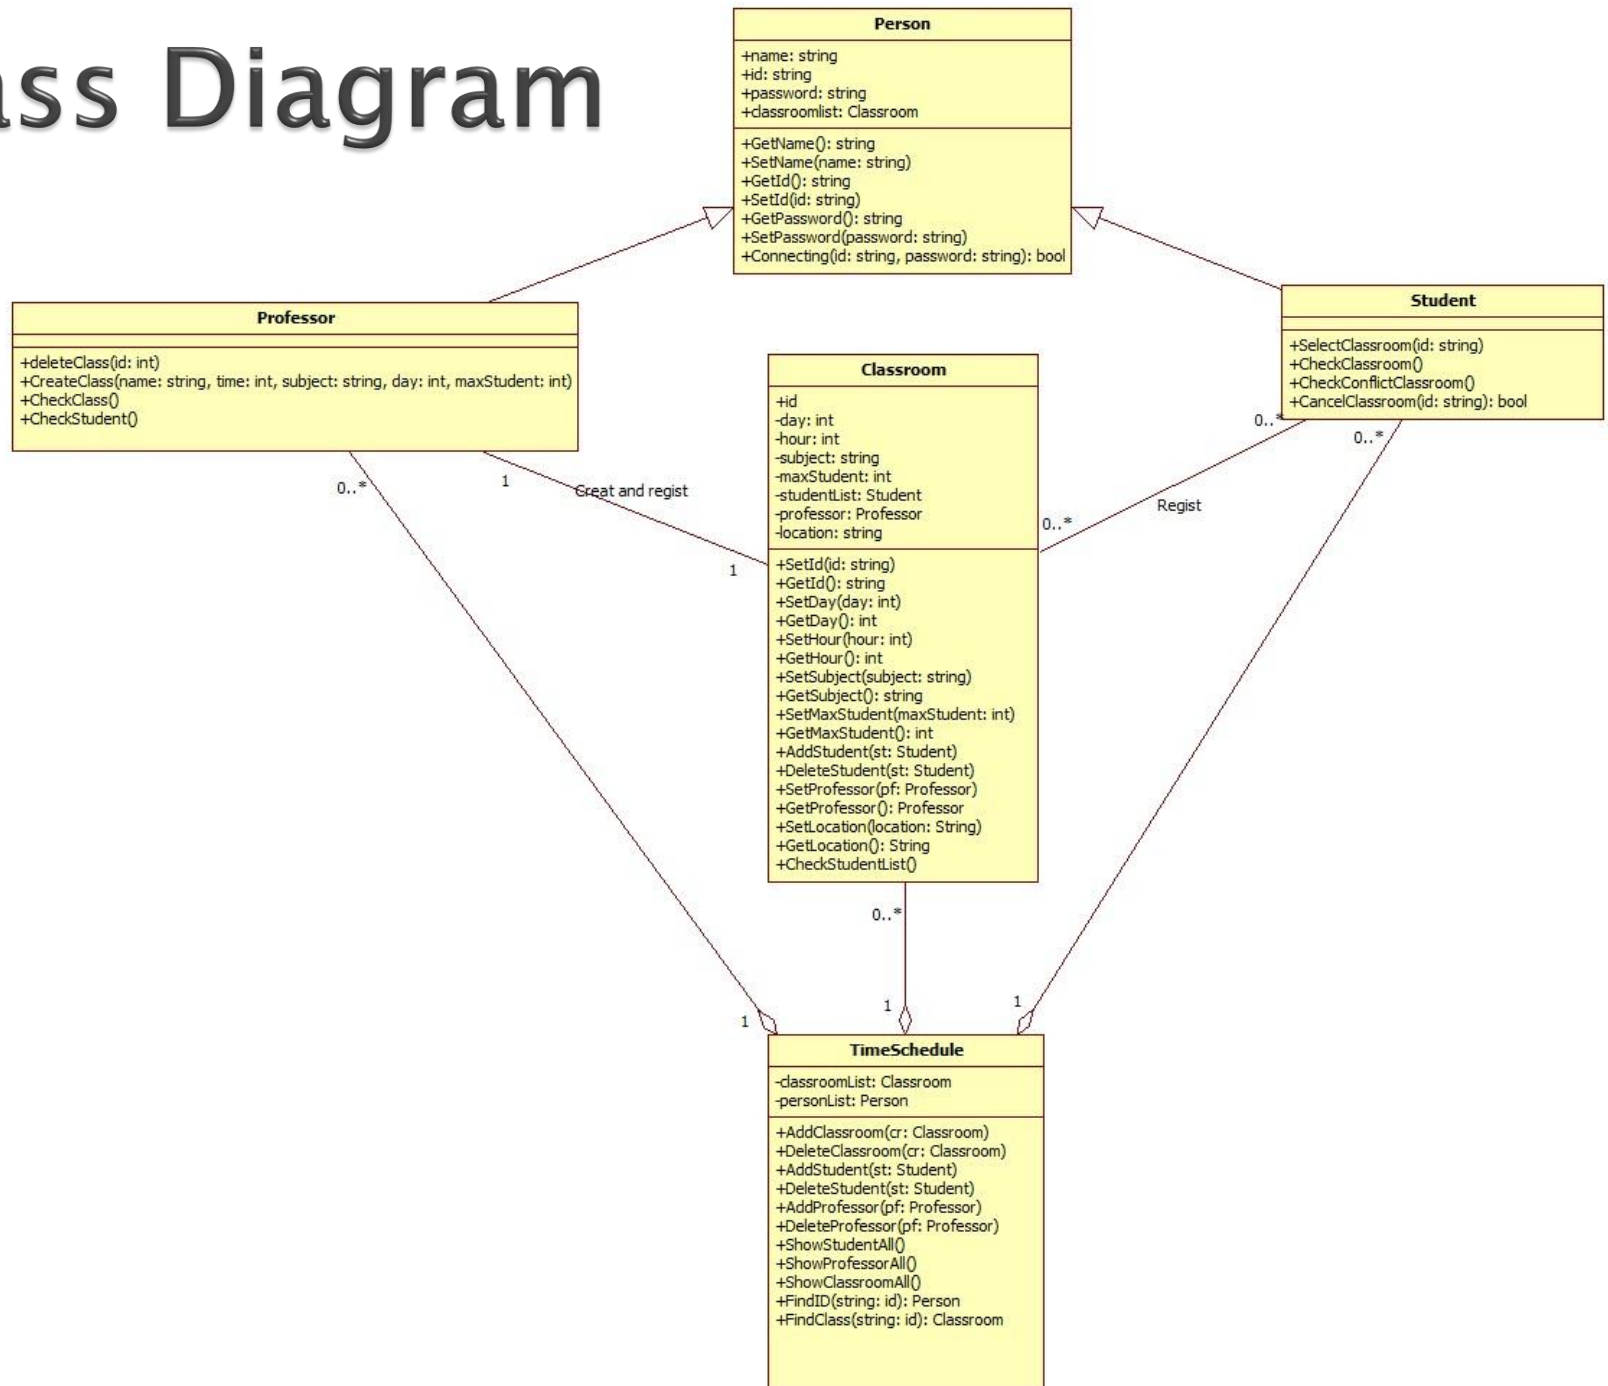 ass Diagram
Person
+name: string
+id: string
+password: string
+classroomlist: Classroom
+GetName(): string
+SetName(name: string)
+GetId(): string
+SetId(id: string)
+GetPassword(): string
+SetPassword(password: string)
+Connecting(id: string, password: string): bool
Professor
+deleteClass(id: int)
+CreateClass(name: string, time: int, subject: string, day: int, maxStudent: int)
+CheckClass()
+CheckStudent()
Student
+SelectClassroom(id: string)
+CheckClassroom()
+CheckConflictClassroom()
+CancelClassroom(id: string): bool
Classroom
+id
-day: int
-hour: int
-subject: string
-maxStudent: int
-studentList: Student
-professor: Professor
-location: string
+SetId(id: string)
+GetId(): string
+SetDay(day: int)
+GetDay(): int
+SetHour(hour: int)
+GetHour(): int
+SetSubject(subject: string)
+GetSubject(): string
+SetMaxStudent(maxStudent: int)
+GetMaxStudent(): int
+AddStudent(st: Student)
+DeleteStudent(st: Student)
+SetProfessor(pf: Professor)
+GetProfessor(): Professor
+SetLocation(location: String)
+GetLocation(): String
+CheckStudentList()
0..*
1
Creat and regist
1
0..*
0..*
Regist
0..*
0..*
1
1
1
TimeSchedule
-classroomList: Classroom
-personList: Person
+AddClassroom(cr: Classroom)
+DeleteClassroom(cr: Classroom)
+AddStudent(st: Student)
+DeleteStudent(st: Student)
+AddProfessor(pf: Professor)
+DeleteProfessor(pf: Professor)
+ShowStudentAll()
+ShowProfessorAll()
+ShowClassroomAll()
+FindID(string: id): Person
+FindClass(string: id): Classroom